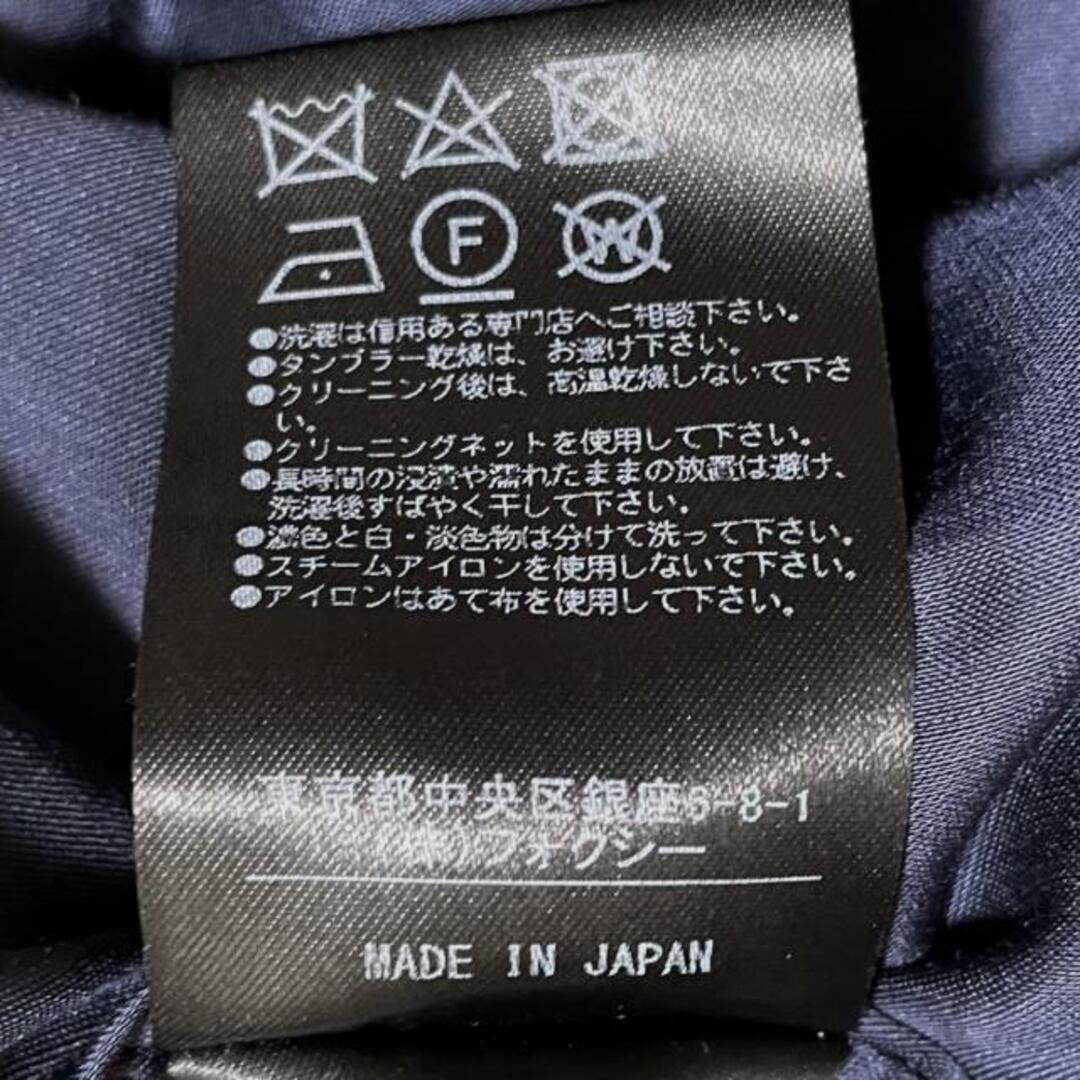 F
W
●洗濯は信用ある専門店へご相談下さい。
●タンブラー乾燥は、お避け下さい。
●クリーニング後は、高温乾燥しないで下さ
い。
●クリーニングネットを使用して下さい。
●長時間の浸漬や濡れたままの放置は避け、
洗濯後すばやく干して下さい。
●濃色と白・淡色物は分けて洗って下さい。
●スチームアイロンを使用しないで下さい。
●アイロンはあて布を使用して下さい。
東京都中央区銀座6-8-1
(株)フォクシー
MADE IN JAPAN